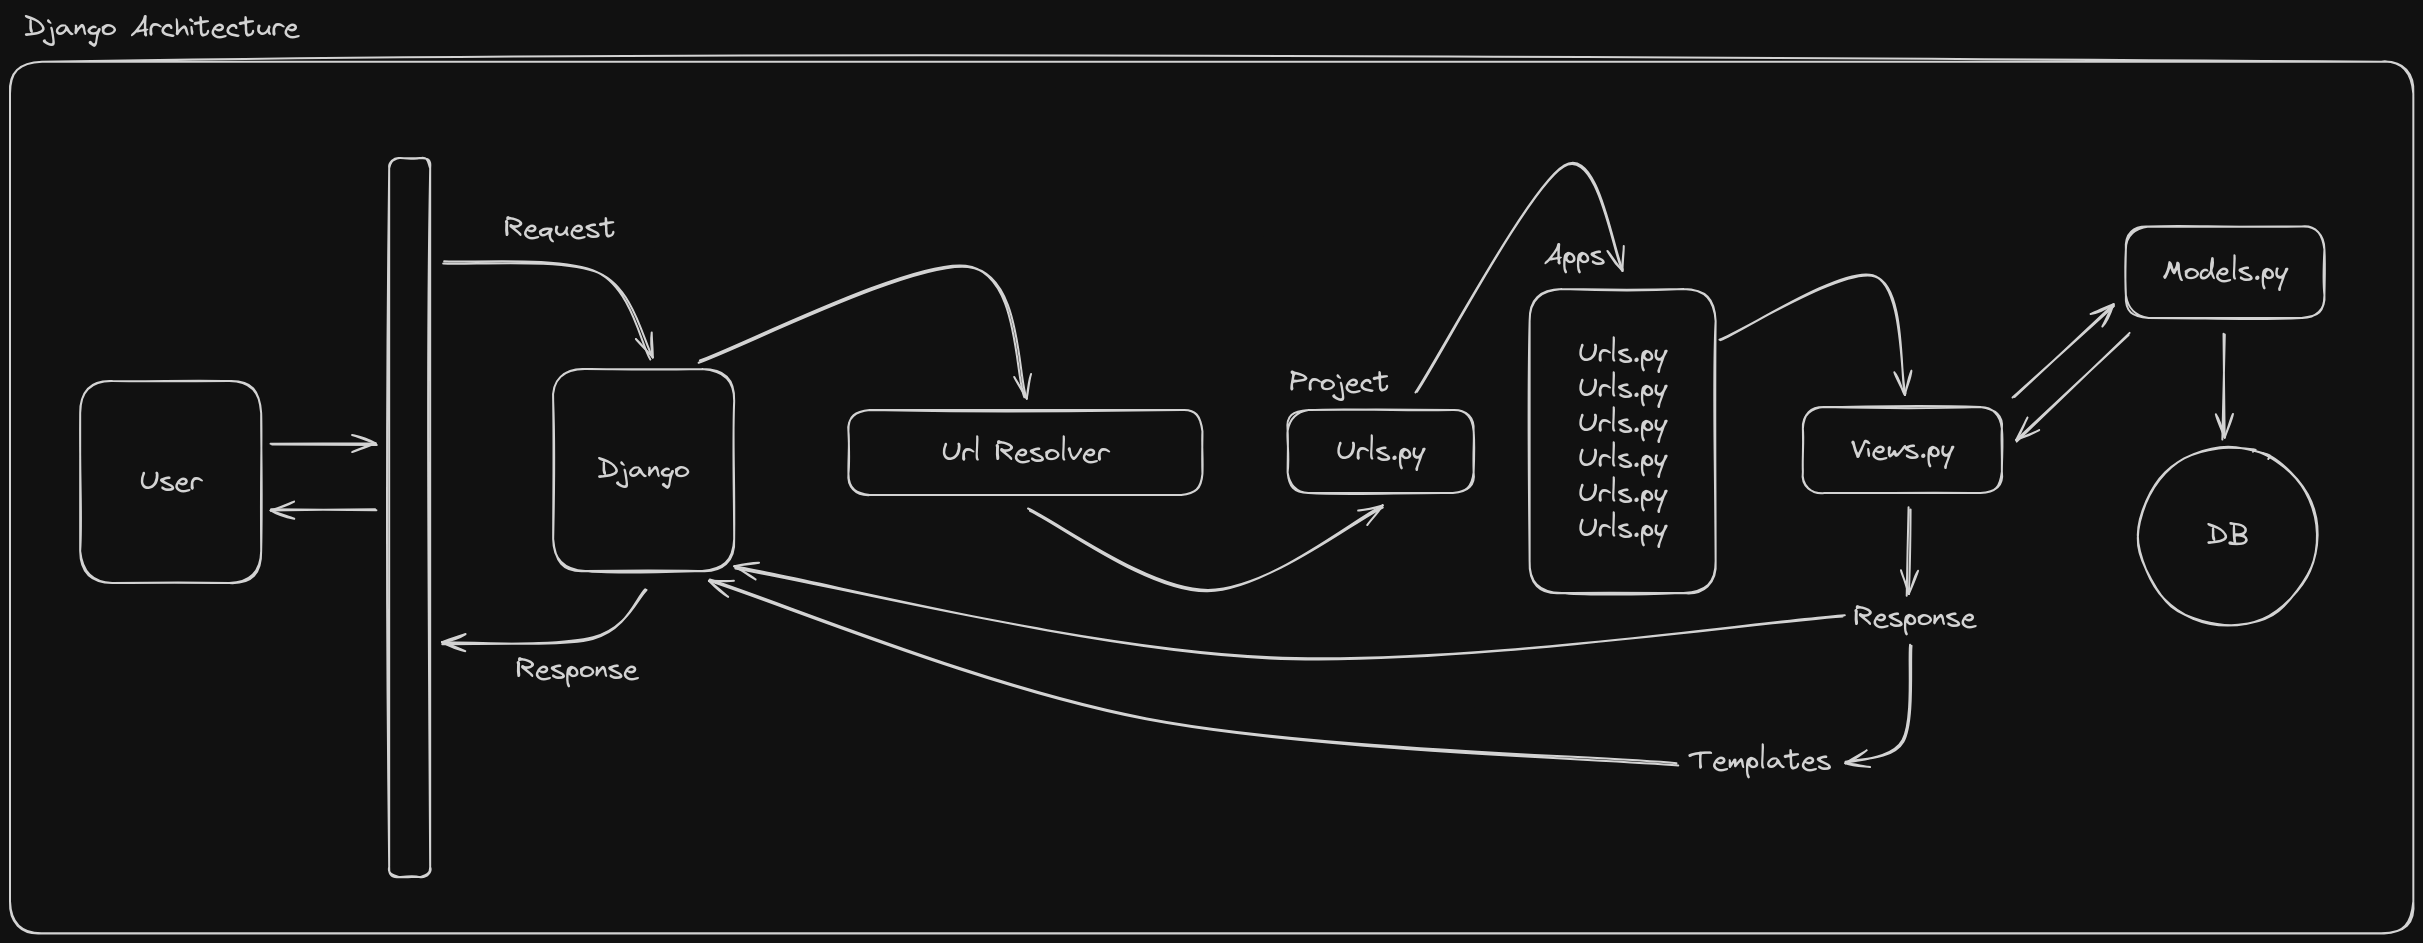 Django Architecture
Request
User
Django
Response
Url Resolver
Project
Urls.py
Apps
Urls.py
Urls.py
Urls.py
Urls.py
Urls.py
Urls.py
Views.py
Models.py
DB
Response
Templates